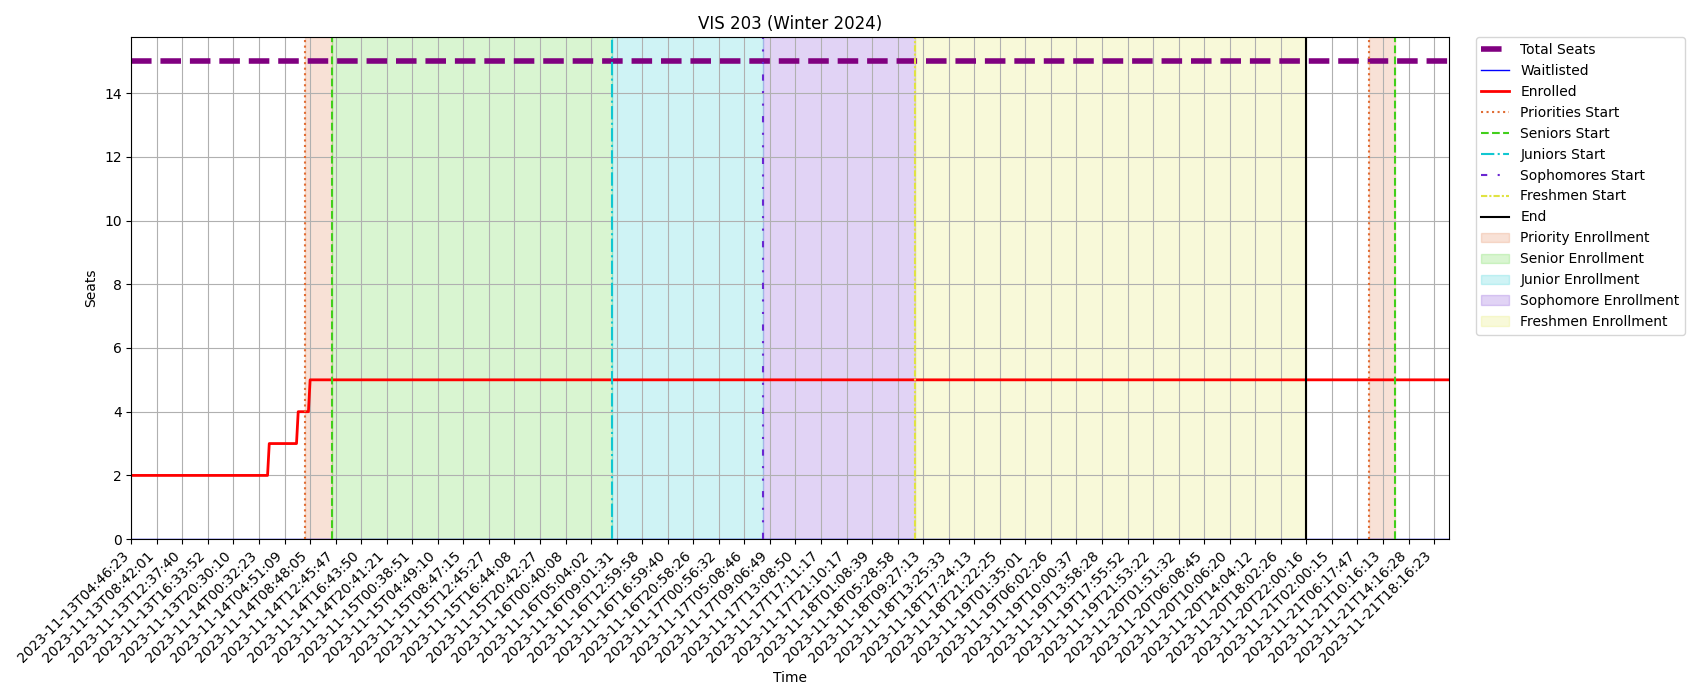 VIS 203 (Winter 2024)
Total Seats
Waitlisted
Enrolled
Priorities Start
Seniors Start
Juniors Start
Sophomores Start
Freshmen Start
End
Priority Enrollment
Senior Enrollment
Junior Enrollment
Sophomore Enrollment
Freshmen Enrollment
Seats
14
12
10
8
6
4
2
0
2023-11-13T04:46:23
2023-11-13T08:42:01
2023-11-13T12:37:40
2023-11-13T16:33:52
2023-11-13T20:30:10
2023-11-14T00:32:23
2023-11-14T04:51:09
2023-11-14T08:48:05
2023-11-14T12:45:47
2023-11-14T16:43:50
2023-11-14T20:41:21
2023-11-15T00:38:51
2023-11-15T04:49:10
2023-11-15T08:47:15
2023-11-15T12:45:27
2023-11-15T16:44:08
2023-11-15T20:42:27
2023-11-16T00:40:08
2023-11-16T05:04:02
2023-11-16T09:01:31
2023-11-16T12:59:58
2023-11-16T16:59:40
2023-11-16T20:58:26
2023-11-17T00:56:32
2023-11-17T05:08:46
2023-11-17T09:06:49
2023-11-17T13:08:50
2023-11-17T17:11:17
2023-11-17T21:10:17
2023-11-18T01:08:39
2023-11-18T05:28:58
2023-11-18T09:27:13
2023-11-18T13:25:33
2023-11-18T17:24:13
2023-11-18T21:22:25
2023-11-19T01:35:01
2023-11-19T06:02:26
2023-11-19T10:00:37
2023-11-19T13:58:28
2023-11-19T17:55:52
2023-11-19T21:53:22
2023-11-20T01:51:32
2023-11-20T06:08:45
2023-11-20T10:06:20
2023-11-20T14:04:12
2023-11-20T18:02:26
2023-11-20T22:00:16
2023-11-21T02:00:15
2023-11-21T06:17:47
2023-11-21T10:16:13
2023-11-21T14:16:28
2023-11-21T18:16:23
Time